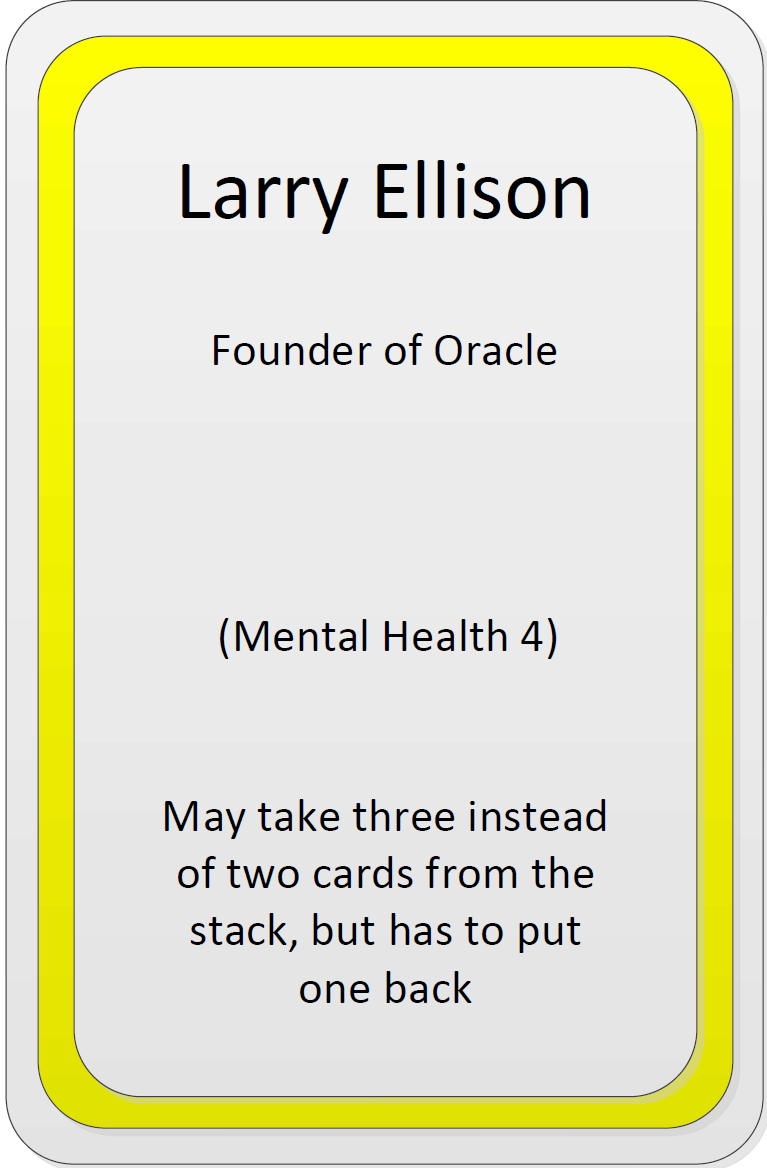 Larry Ellison
Founder of Oracle
(Mental Health 4)
May take three instead
of two cards from the
stack, but has to put
one back